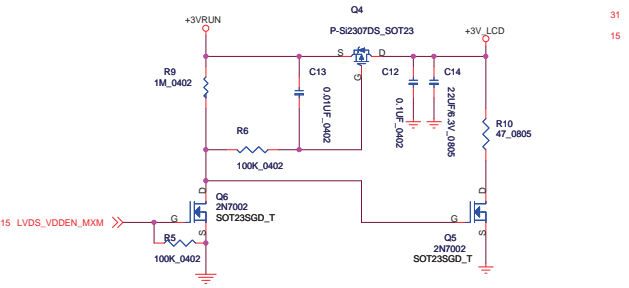 Q4
+3VRUN
P-Si2307DS_SOT23
+3V_LCD
31
15
S
D
G
R9
1M_0402
C13
0.01UF_0402
C12
0.1UF_0402
C14
22UF/6.3V_0805
R10
47_0805
R6
100K_0402
D
Q6
2N7002
SOT23SGD_T
G
S
15 LVDS_VDDEN_MXM
R5
100K_0402
D
G
S
Q5
2N7002
SOT23SGD_T